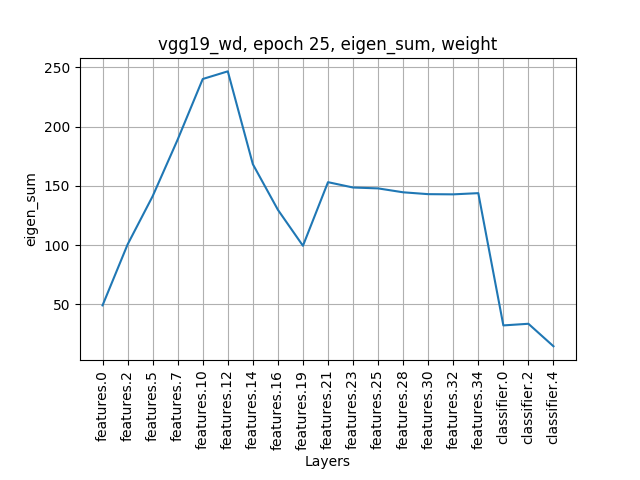 vgg19_wd, epoch 25, eigen_sum, weight
250
200
150
100
50
eigen_sum
features.0
features.2
features.5
features.7
features.10
features.12
features.14
features.16
features.19
features.21
features.23
features.25
features.28
features.30
features.32
features.34
classifier.0
classifier.2
classifier.4
Layers